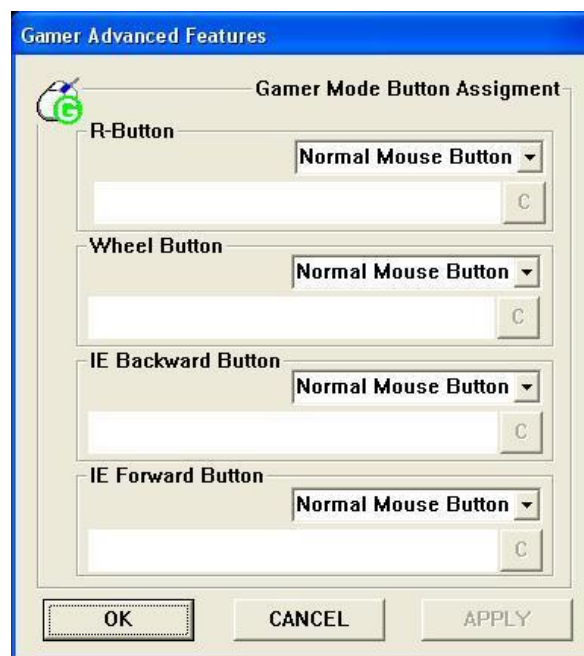 Gamer Advanced Features
Gamer Mode Button Assigment
G
R-Button
Normal Mouse Button
C
Wheel Button
Normal Mouse Button
C
IE Backward Button
Normal Mouse Button
C
IE Forward Button
Normal Mouse Button
C
OK CANCEL APPLY